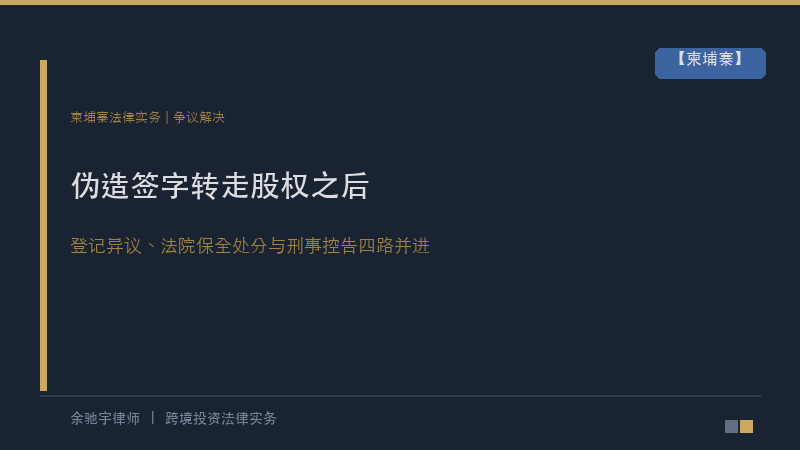 【柬埔寨】
柬埔寨法律实务 | 争议解决
伪造签字转走股权之后
登记异议、法院保全处分与刑事控告四路并进
余驰宇律师 | 跨境投资法律实务